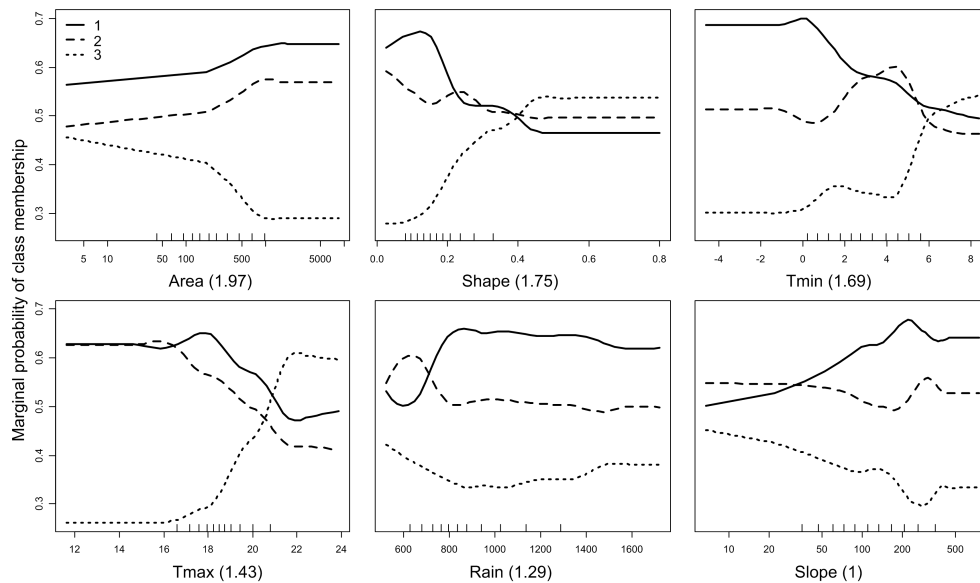 Marginal probability of class membership
0.7
0.6
0.5
0.4
0.3
1
2
3
5 10 50 100 500 5000
Area (1.97)
0.0 0.2 0.4 0.6 0.8
Shape (1.75)
-4 -2 0 2 4 6 8
Tmin (1.69)
0.7
0.6
0.5
0.4
0.3
12 14 16 18 20 22 24
Tmax (1.43)
600 800 1000 1200 1400 1600
Rain (1.29)
10 20 50 100 200 500
Slope (1)